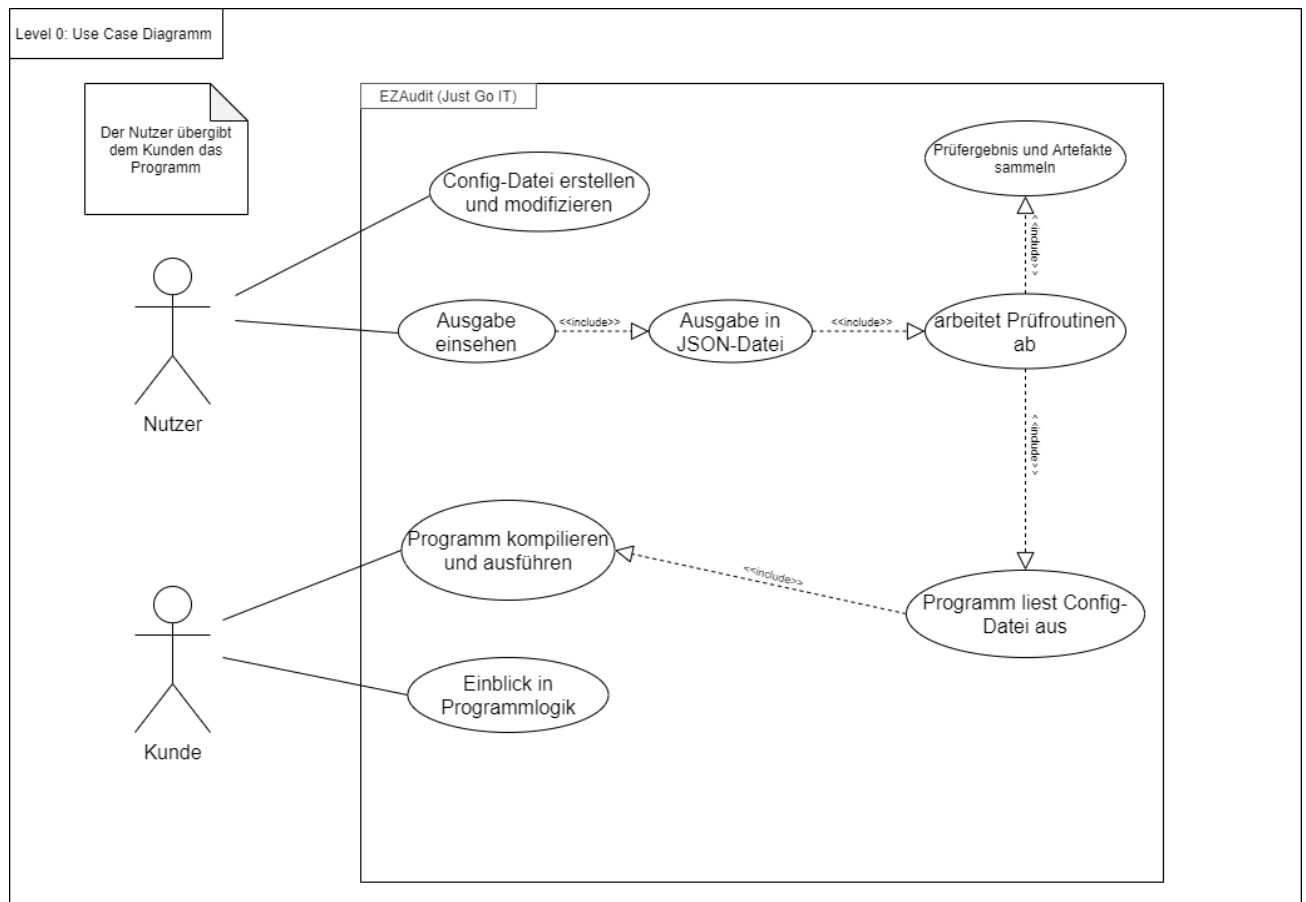 Level 0: Use Case Diagramm
Der Nutzer übergibt
dem Kunden das
Programm
EZAudit (Just Go IT)
Config-Datei erstellen
und modifizieren
Prüfergebnis und Artefakte
sammeln
<<include>>
Ausgabe
einsehen
<<include>>
Ausgabe in
JSON-Datei
<<include>>
arbeitet Prüfroutinen
ab
Nutzer
<<include>>
Programm kompilieren
und ausführen
<<include>>
Programm liest Config-
Datei aus
Einblick in
Programmlogik
Kunde